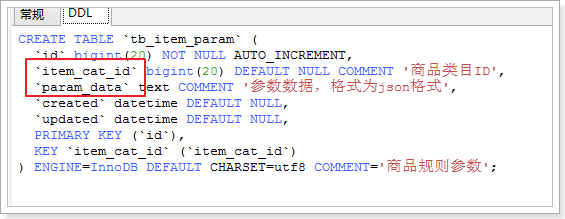 常规 DDL
CREATE TABLE `tb_item_param` (
`id` bigint(20) NOT NULL AUTO_INCREMENT,
`item_cat_id` bigint(20) DEFAULT NULL COMMENT '商品类目ID',
`param_data` text COMMENT '参数数据，格式为json格式',
`created` datetime DEFAULT NULL,
`updated` datetime DEFAULT NULL,
PRIMARY KEY (`id`),
KEY `item_cat_id` (`item_cat_id`)
) ENGINE=InnoDB DEFAULT CHARSET=utf8 COMMENT='商品规则参数';